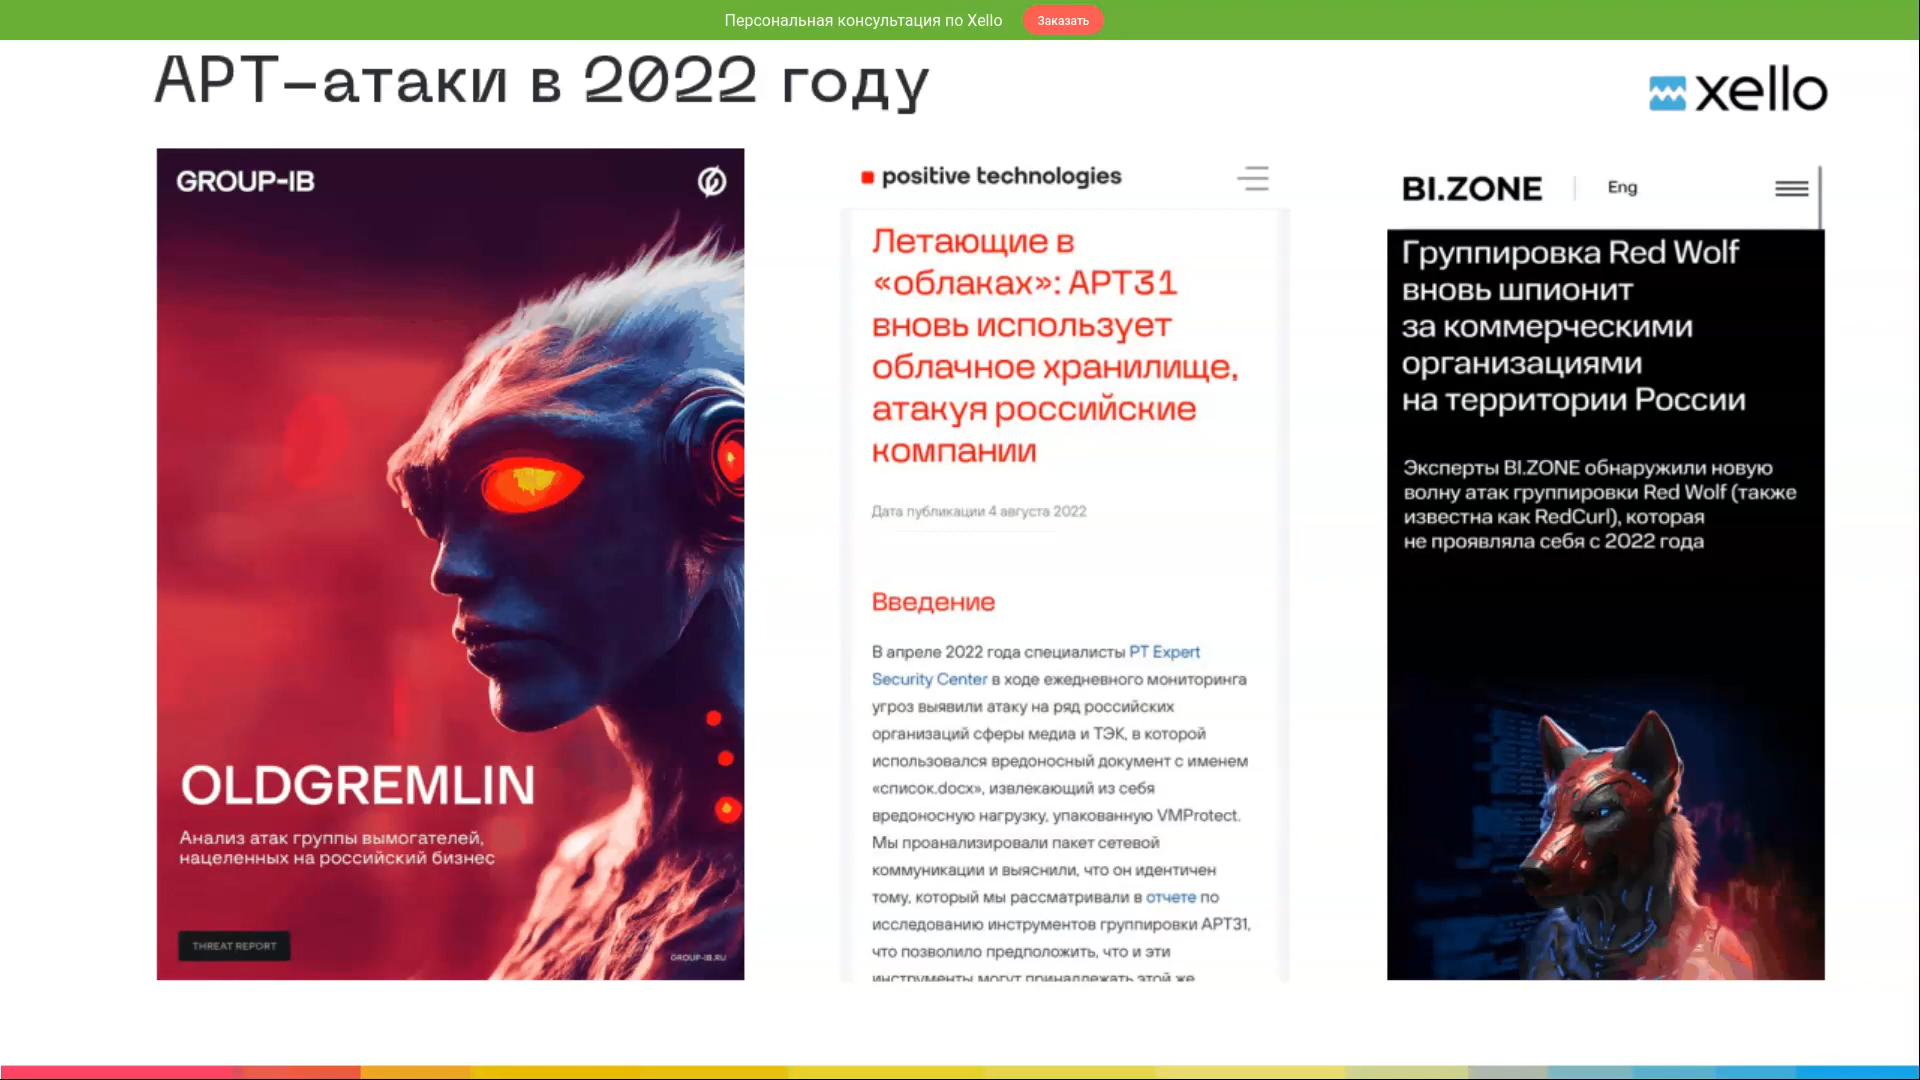 Персональная консультация по Xello
Заказать
APT-атаки в 2022 году
xello
GROUP-IB
OLDGREMLIN
Анализ атак группы вымогателей,
нацеленных на российский бизнес
THREAT REPORT
GROUP-IB.RU
positive technologies
Летающие в
«облаках»: APT31
вновь использует
облачное хранилище,
атакуя российские
компании
Дата публикации 4 августа 2022
Введение
В апреле 2022 года специалисты PT Expert
Security Center в ходе ежедневного мониторинга
угроз выявили атаку на ряд российских
организаций сферы медиа и ТЭК, в которой
использовался вредоносный документ с именем
«список.docx», извлекающий из себя
вредоносную нагрузку, упакованную VMProtect.
Мы проанализировали пакет сетевой
коммуникации и выяснили, что он идентичен
тому, который мы рассматривали в отчете по
исследованию инструментов группировки APT31,
что позволило предположить, что и эти
инструменты могут принадлежать этой же
BI.ZONE
Eng
Группировка Red Wolf
вновь шпионит
за коммерческими
организациями
на территории России
Эксперты BI.ZONE обнаружили новую
волну атак группировки Red Wolf (также
известна как RedCurl), которая
не проявляла себя с 2022 года